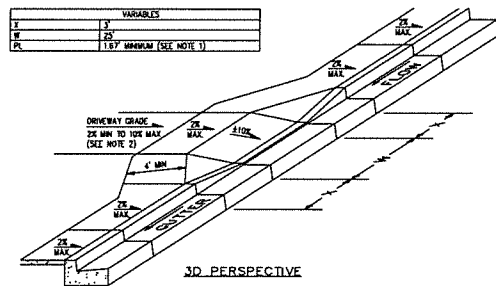 VARIABLES
X 3'
W 25'
PL 1.67' MINIMUM (SEE NOTE 1)
2%
MAX.
2%
MAX.
FLOW
DRIVEWAY GRADE
2% MIN TO 10% MAX
(SEE NOTE 2)
2%
MAX.
±10%
4' MIN
X
W
X
2%
MAX.
GUTTER
2%
MAX.
3D PERSPECTIVE